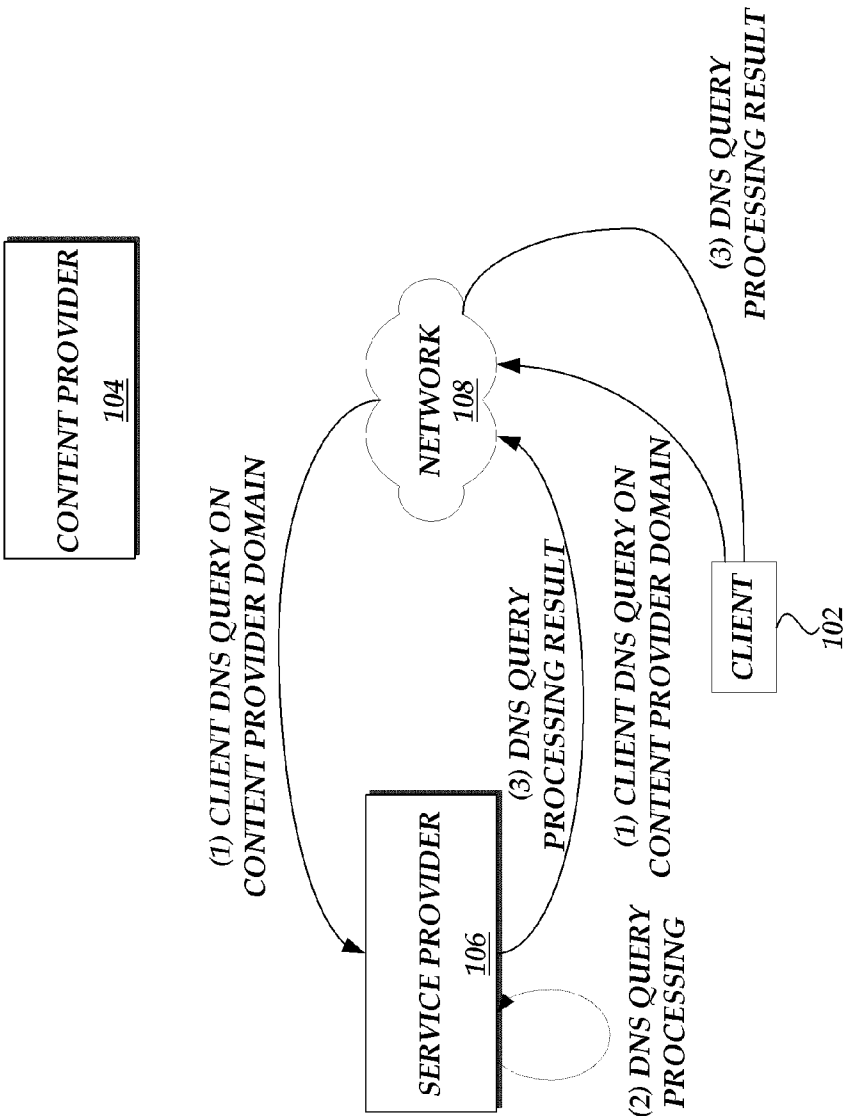 CONTENT PROVIDER
104
(1) CLIENT DNS QUERY ON
CONTENT PROVIDER DOMAIN
SERVICE PROVIDER
106
(3) DNS QUERY
PROCESSING RESULT
NETWORK
108
(2) DNS QUERY
PROCESSING
(1) CLIENT DNS QUERY ON
CONTENT PROVIDER DOMAIN
CLIENT
102
(3) DNS QUERY
PROCESSING RESULT